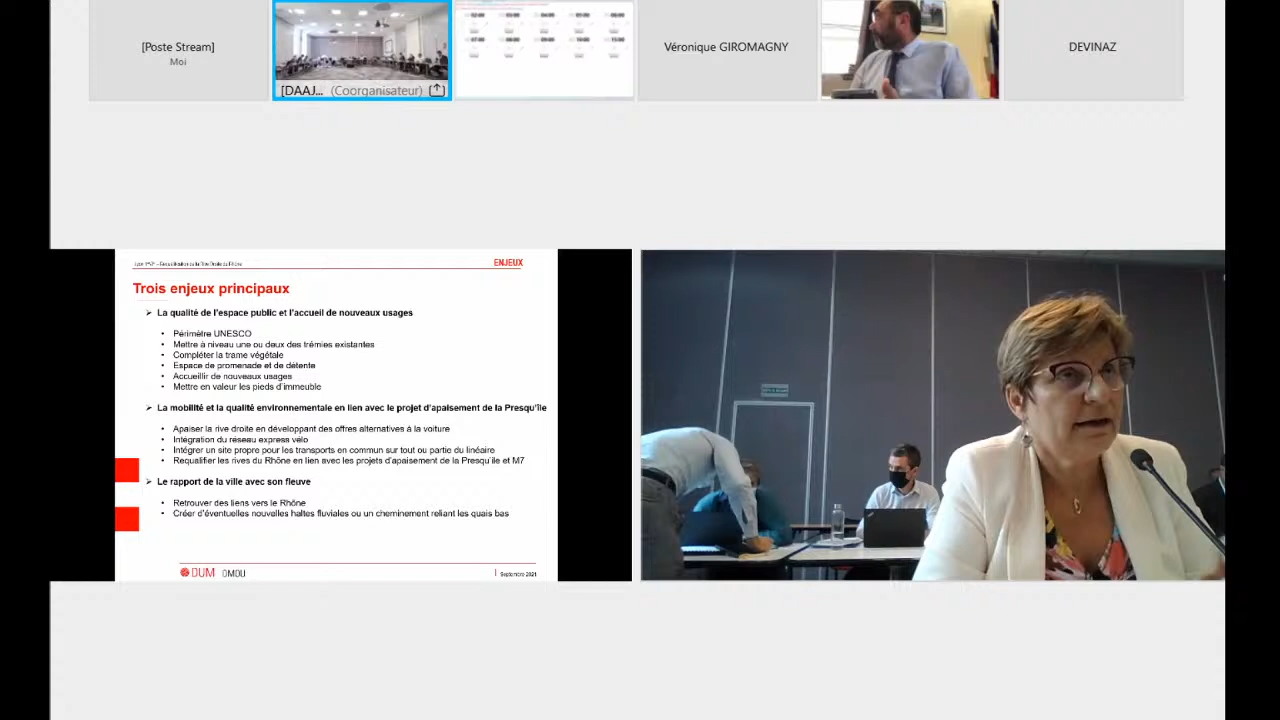 [Poste Stream]
Moi
[DAAJ... (Coorganisateur)
Véronique GIROMAGNY
DEVINAZ
ENJEUX
Trois enjeux principaux
➢ La qualité de l'espace public et l'accueil de nouveaux usages
• Périmètre UNESCO
• Mettre à niveau une ou deux des trémies existantes
• Compléter la trame végétale
• Espace de promenade et de détente
• Accueillir de nouveaux usages
• Mettre en valeur les pieds d'immeuble
➢ La mobilité et la qualité environnementale en lien avec le projet d'apaisement de la Presqu'île
• Apaiser la rive droite en développant des offres alternatives à la voiture
• Intégration du réseau express vélo
• Intégrer un site propre pour les transports en commun sur tout ou partie du linéaire
• Requalifier les rives du Rhône en lien avec les projets d'apaisement de la Presqu'île et M7
➢ Le rapport de la ville avec son fleuve
• Retrouver des liens vers le Rhône
• Créer d'éventuelles nouvelles haltes fluviales ou un cheminement reliant les quais bas
DUM DMOU
Septembre 2021